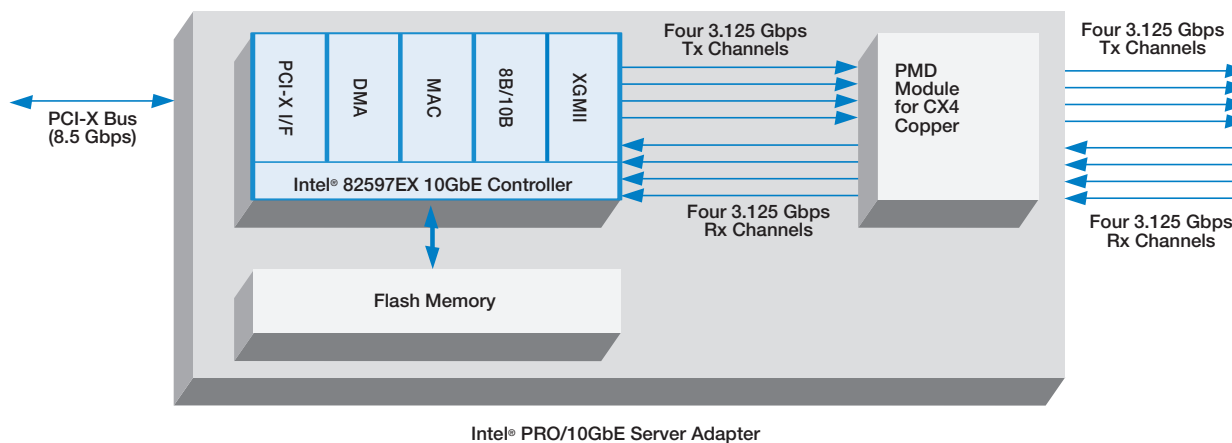 Four 3.125 Gbps
Tx Channels
Four 3.125 Gbps
Tx Channels
PCI-X Bus
(8.5 Gbps)
PCI-X I/F
DMA
MAC
8B/10B
XGMII
Intel® 82597EX 10GbE Controller
PMD
Module
for CX4
Copper
Four 3.125 Gbps
Rx Channels
Four 3.125 Gbps
Rx Channels
Flash Memory
Intel® PRO/10GbE Server Adapter